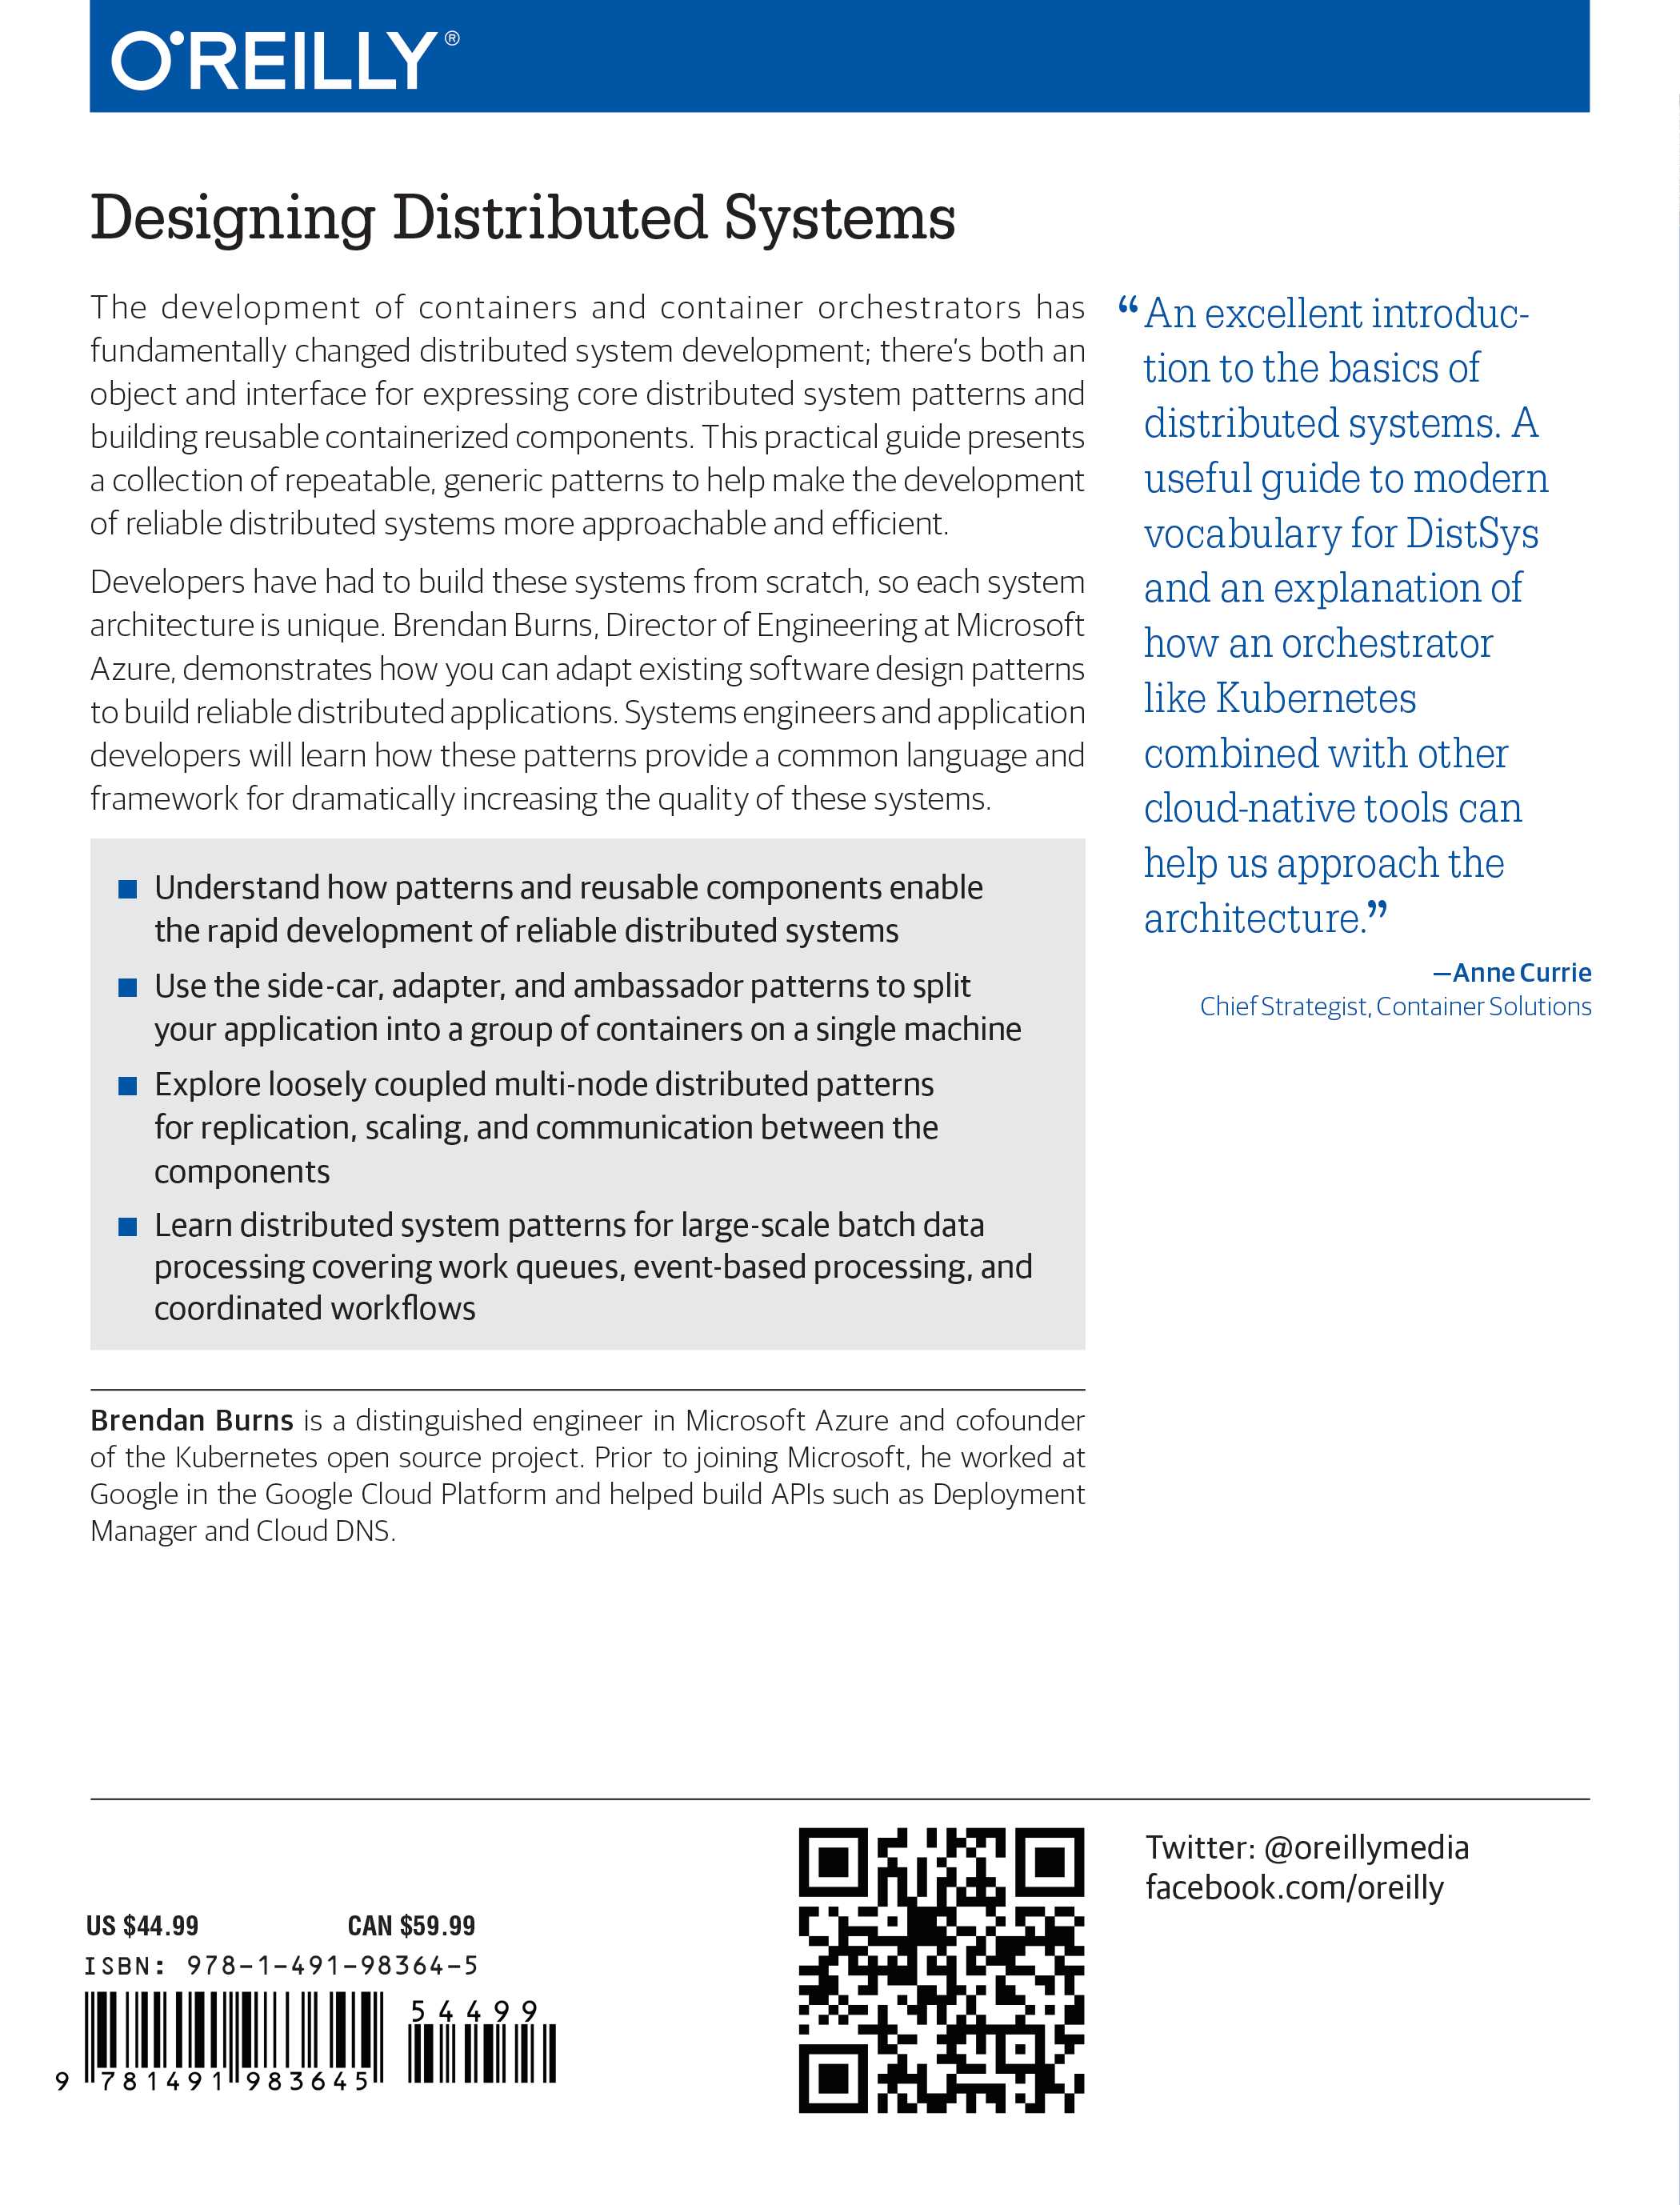 O'REILLY®
Designing Distributed Systems
The development of containers and container orchestrators has
fundamentally changed distributed system development; there’s both an
object and interface for expressing core distributed system patterns and
building reusable containerized components. This practical guide presents
a collection of repeatable, generic patterns to help make the development
of reliable distributed systems more approachable and efficient.
Developers have had to build these systems from scratch, so each system
architecture is unique. Brendan Burns, Director of Engineering at Microsoft
Azure, demonstrates how you can adapt existing software design patterns
to build reliable distributed applications. Systems engineers and application
developers will learn how these patterns provide a common language and
framework for dramatically increasing the quality of these systems.
■ Understand how patterns and reusable components enable
the rapid development of reliable distributed systems
■ Use the side-car, adapter, and ambassador patterns to split
your application into a group of containers on a single machine
■ Explore loosely coupled multi-node distributed patterns
for replication, scaling, and communication between the
components
■ Learn distributed system patterns for large-scale batch data
processing covering work queues, event-based processing, and
coordinated workflows
Brendan Burns is a distinguished engineer in Microsoft Azure and cofounder
of the Kubernetes open source project. Prior to joining Microsoft, he worked at
Google in the Google Cloud Platform and helped build APIs such as Deployment
Manager and Cloud DNS.
“An excellent introduc-
tion to the basics of
distributed systems. A
useful guide to modern
vocabulary for DistSys
and an explanation of
how an orchestrator
like Kubernetes
combined with other
cloud-native tools can
help us approach the
architecture.”
—Anne Currie
Chief Strategist, Container Solutions
US $44.99 CAN $59.99
ISBN: 978-1-491-98364-5
54499
9 781491 983645
Twitter: @oreillymedia
facebook.com/oreilly